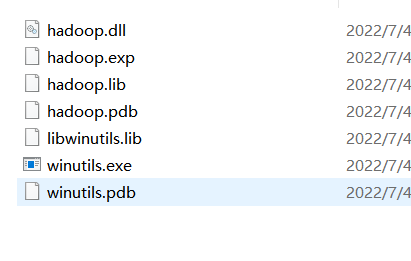 hadoop.dll 2022/7/4
hadoop.exp 2022/7/4
hadoop.lib 2022/7/4
hadoop.pdb 2022/7/4
libwinutils.lib 2022/7/4
winutils.exe 2022/7/4
winutils.pdb 2022/7/4